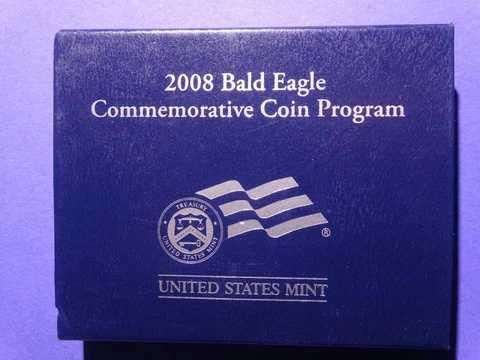 2008 Bald Eagle
Commemorative Coin Program
TREASURY
UNITED STATES MINT
®
UNITED STATES MINT